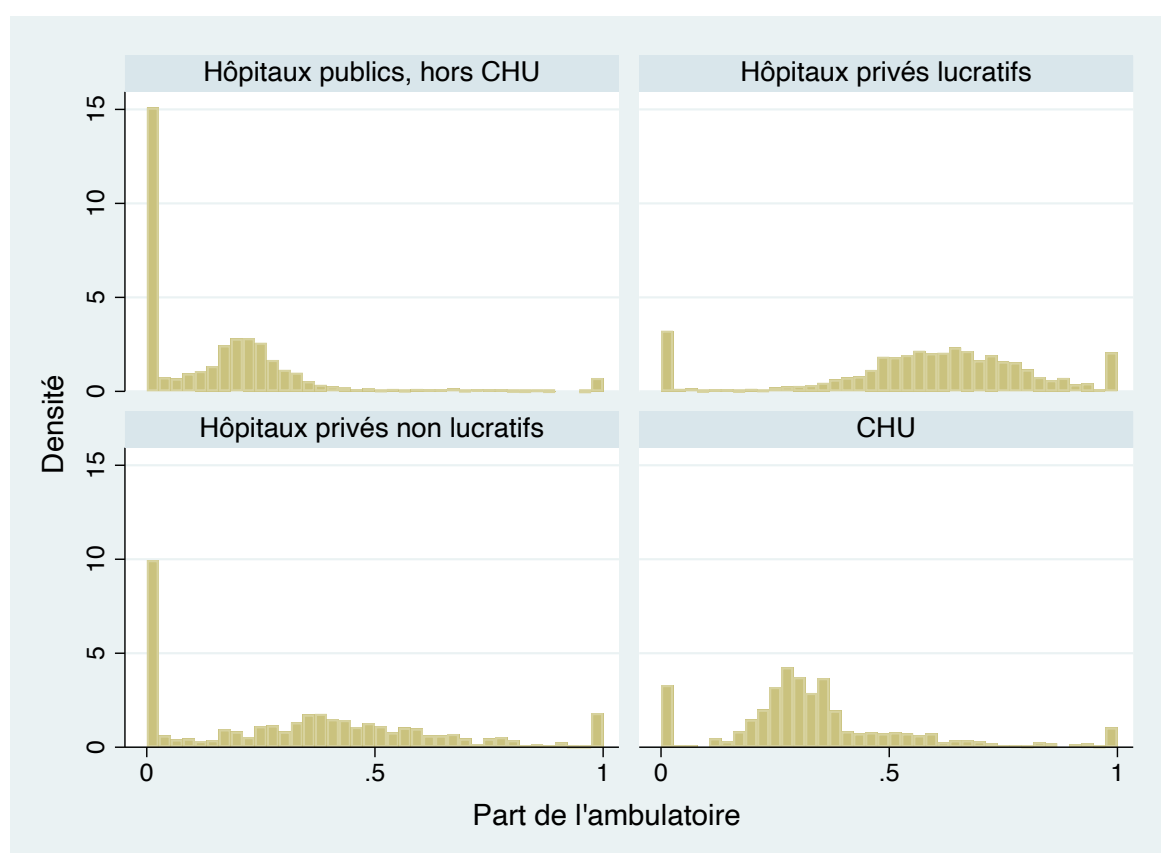 Hôpitaux publics, hors CHU
Hôpitaux privés lucratifs
15
10
5
0
Densité
Hôpitaux privés non lucratifs
CHU
15
10
5
0
0
.5
1
0
.5
1
Part de l'ambulatoire